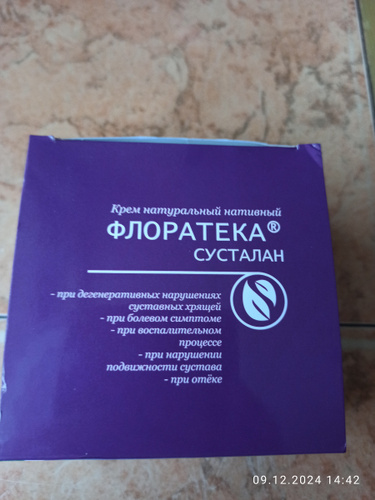 Крем натуральный нативный
ФЛОРАТЕКА®
СУСТАЛАН
- при дегенеративных нарушениях
суставных хрящей
- при болевом симптоме
- при воспалительном
процессе
- при нарушении
подвижности сустава
- при отёке
09.12.2024 14:42